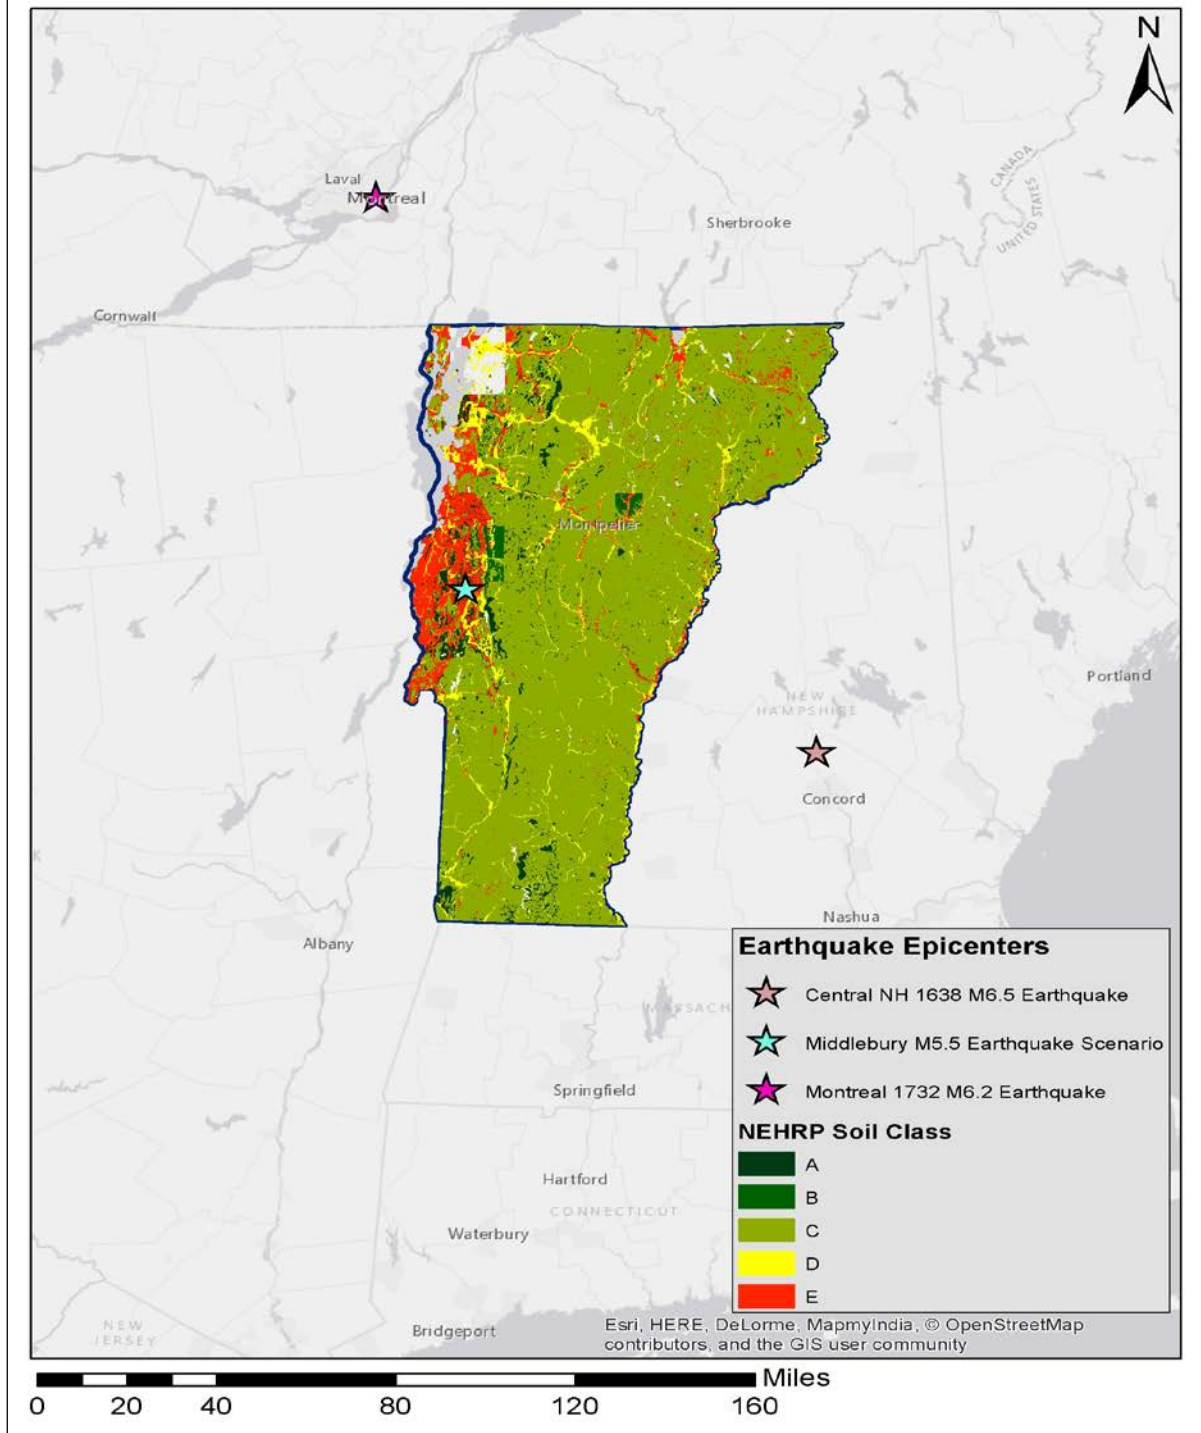 N
CANADA
UNITED STATES
Laval
Montreal
Sherbrooke
Cornwall
Montpelier
Portland
NEW
HAMPSHIRE
Concord
Nashua
Albany
MASSACH
Springfield
Hartford
CONNECTICUT
Waterbury
NEW
JERSEY
Bridgeport
Earthquake Epicenters
Central NH 1638 M6.5 Earthquake
Middlebury M5.5 Earthquake Scenario
Montreal 1732 M6.2 Earthquake
NEHRP Soil Class
A
B
C
D
E
Esri, HERE, DeLorme, MapmyIndia, © OpenStreetMap
contributors, and the GIS user community
Miles
0 20 40 80 120 160